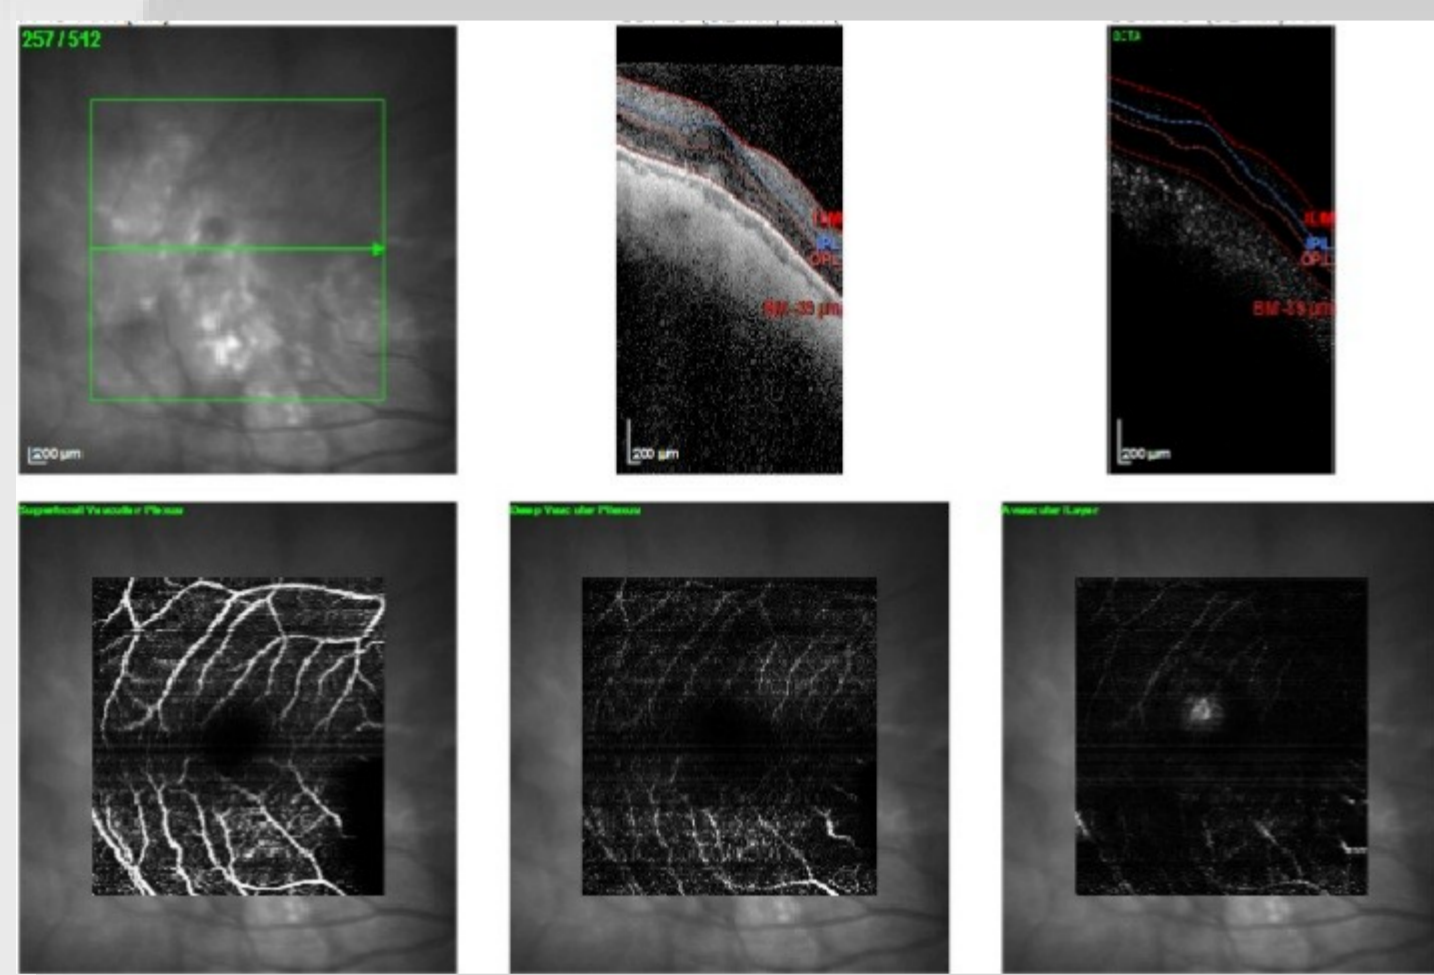 257 / 512
200 µm
ILM
IPL
OPL
BM -35 µm
200 µm
BETA
ILM
IPL
OPL
BM -35 µm
200 µm
Superficial Vascular Plexus
Deep Vascular Plexus
Avascular Layer